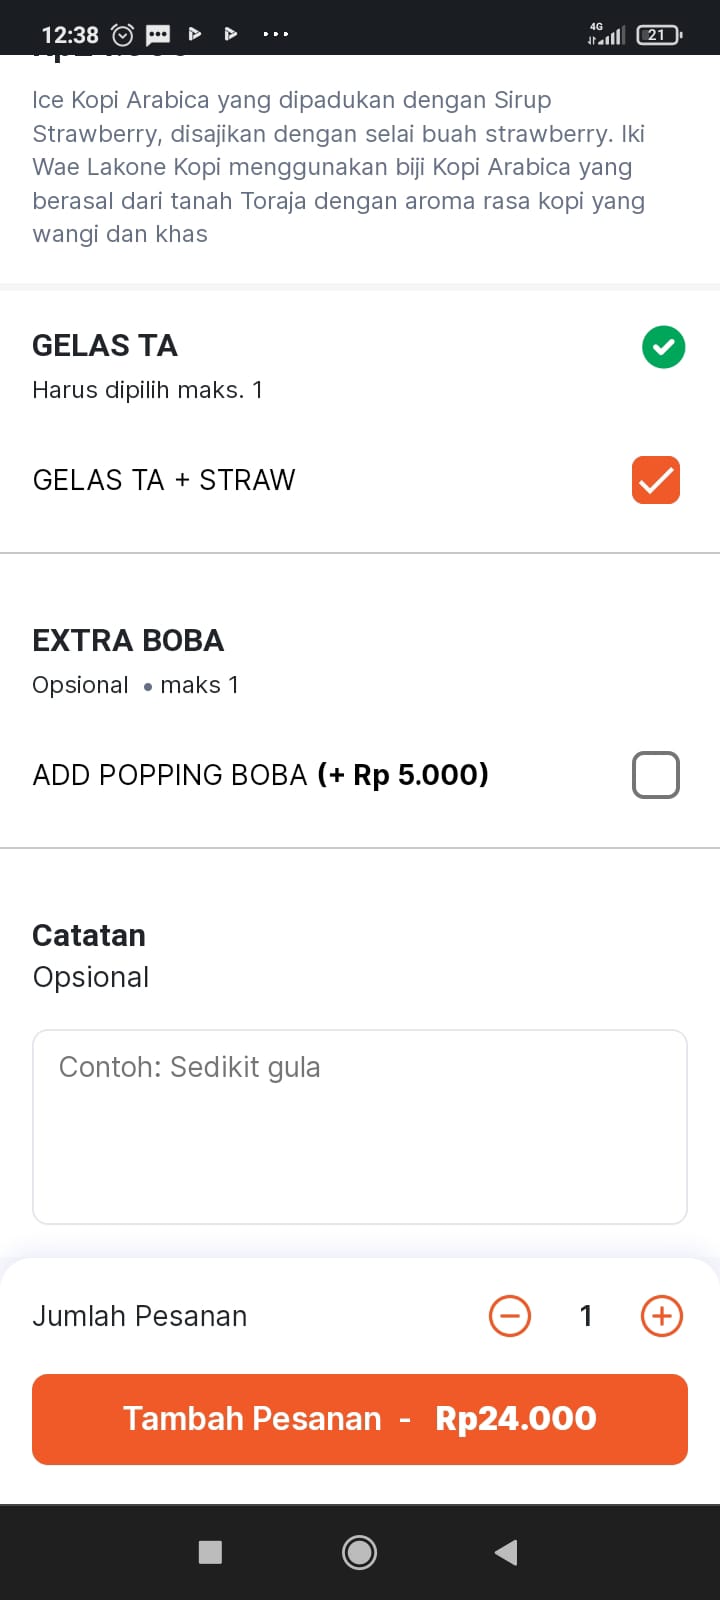 12:38
4G
21
Ice Kopi Arabica yang dipadukan dengan Sirup
Strawberry, disajikan dengan selai buah strawberry. Iki
Wae Lakone Kopi menggunakan biji Kopi Arabica yang
berasal dari tanah Toraja dengan aroma rasa kopi yang
wangi dan khas
GELAS TA
Harus dipilih maks. 1
GELAS TA + STRAW
EXTRA BOBA
Opsional • maks 1
ADD POPPING BOBA (+ Rp 5.000)
Catatan
Opsional
Contoh: Sedikit gula
Jumlah Pesanan
1
Tambah Pesanan - Rp24.000